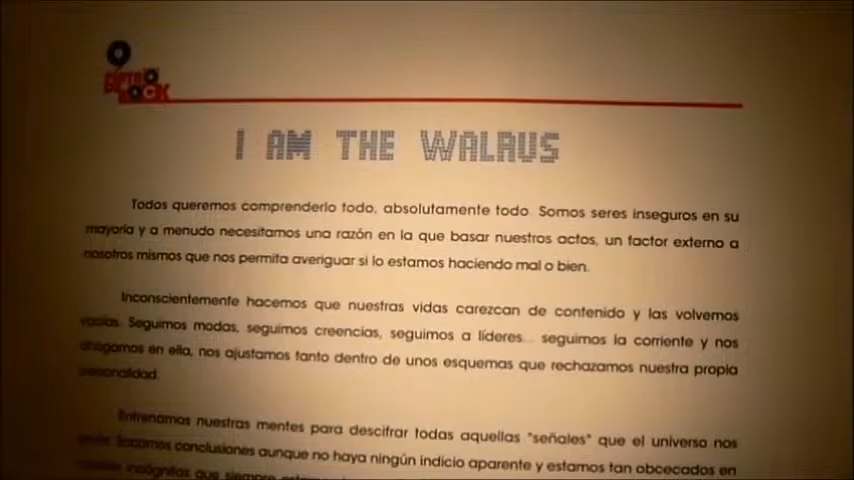 ROCK
I AM THE WALRUS
Todos queremos comprenderlo todo, absolutamente todo. Somos seres inseguros en su
mayoría y a menudo necesitamos una razón en la que basar nuestros actos, un factor externo a
nosotros mismos que nos permita averiguar si lo estamos haciendo mal o bien.
Inconscientemente hacemos que nuestras vidas carezcan de contenido y las volvemos
vacías. Seguimos modas, seguimos creencias, seguimos a líderes... seguimos la corriente y nos
ahogamos en ella, nos ajustamos tanto dentro de unos esquemas que rechazamos nuestra propia
personalidad.
Entrenamos nuestras mentes para descifrar todas aquellas "señales" que el universo nos
Sacamos conclusiones aunque no haya ningún indicio aparente y estamos tan obcecados en
incógnitas que siempre